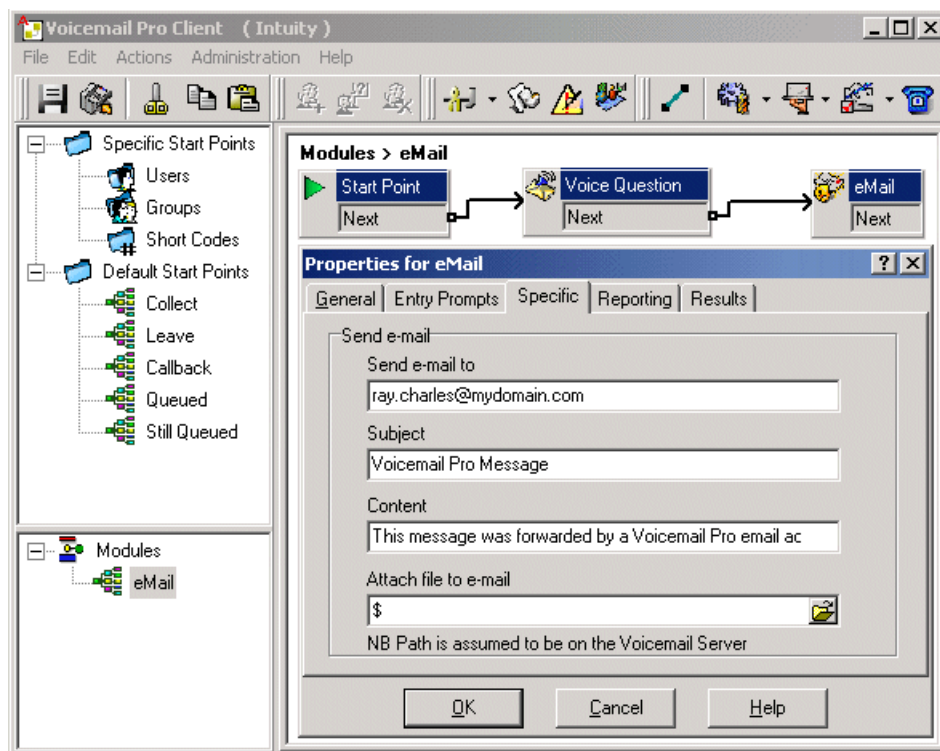 Voicemail Pro Client (Intuity)
File Edit Actions Administration Help
Specific Start Points
Users
Groups
Short Codes
Default Start Points
Collect
Leave
Callback
Queued
Still Queued
Modules
eMail
Modules > eMail
Start Point
Next
Voice Question
Next
eMail
Next
Properties for eMail
General Entry Prompts Specific Reporting Results
Send e-mail
Send e-mail to
ray.charles@mydomain.com
Subject
Voicemail Pro Message
Content
This message was forwarded by a Voicemail Pro email ac
Attach file to e-mail
$
NB Path is assumed to be on the Voicemail Server
OK Cancel Help